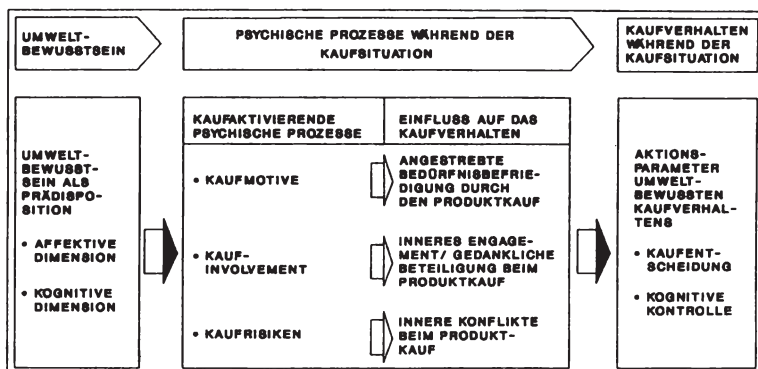 UMWELT-
BEWUSSTSEIN
PSYCHISCHE PROZESSE WÄHREND DER
KAUFSITUATION
KAUFVERHALTEN
WÄHREND DER
KAUFSITUATION
UMWELT-
BEWUSST-
SEIN ALS
PRÄDISPO-
SITION
• AFFEKTIVE
DIMENSION
• KOGNITIVE
DIMENSION
KAUFAKTIVIERENDE
PSYCHISCHE PROZESSE
EINFLUSS AUF DAS
KAUFVERHALTEN
• KAUFMOTIVE
ANGESTREBTE
BEDÜRFNISBEFRIE-
DIGUNG DURCH
DEN PRODUKTKAUF
• KAUF-
INVOLVEMENT
INNERES ENGAGE-
MENT/ GEDANKLICHE
BETEILIGUNG BEIM
PRODUKTKAUF
• KAUFRISIKEN
INNERE KONFLIKTE
BEIM PRODUKT-
KAUF
AKTIONS-
PARAMETER
UMWELT-
BEWUSSTEN
KAUFVERHAL-
TENS
• KAUFENT-
SCHEIDUNG
• KOGNITIVE
KONTROLLE